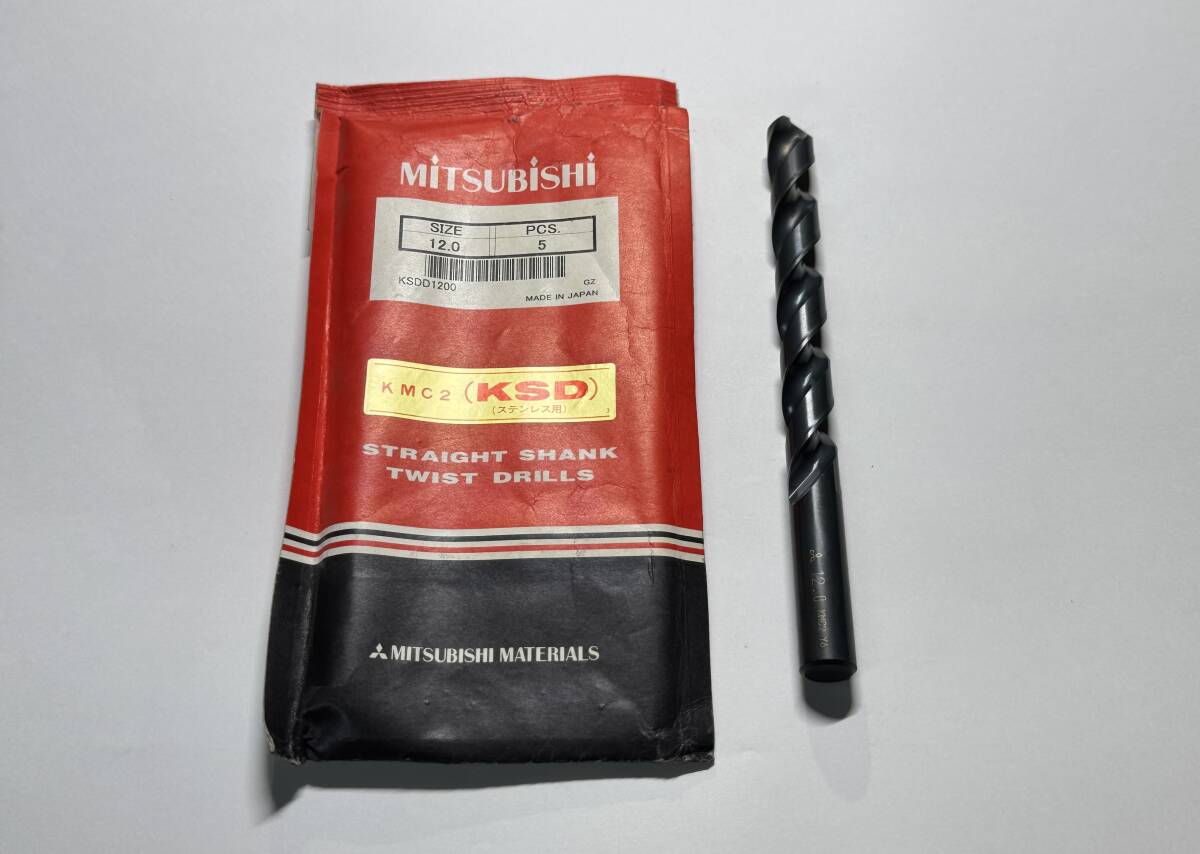 MITSUBISHI
SIZE PCS.
12.0 5
KSDD1200 GZ
MADE IN JAPAN
KMC2 (KSD)
(ステンレス用) 3
STRAIGHT SHANK
TWIST DRILLS
MITSUBISHI MATERIALS
12.0